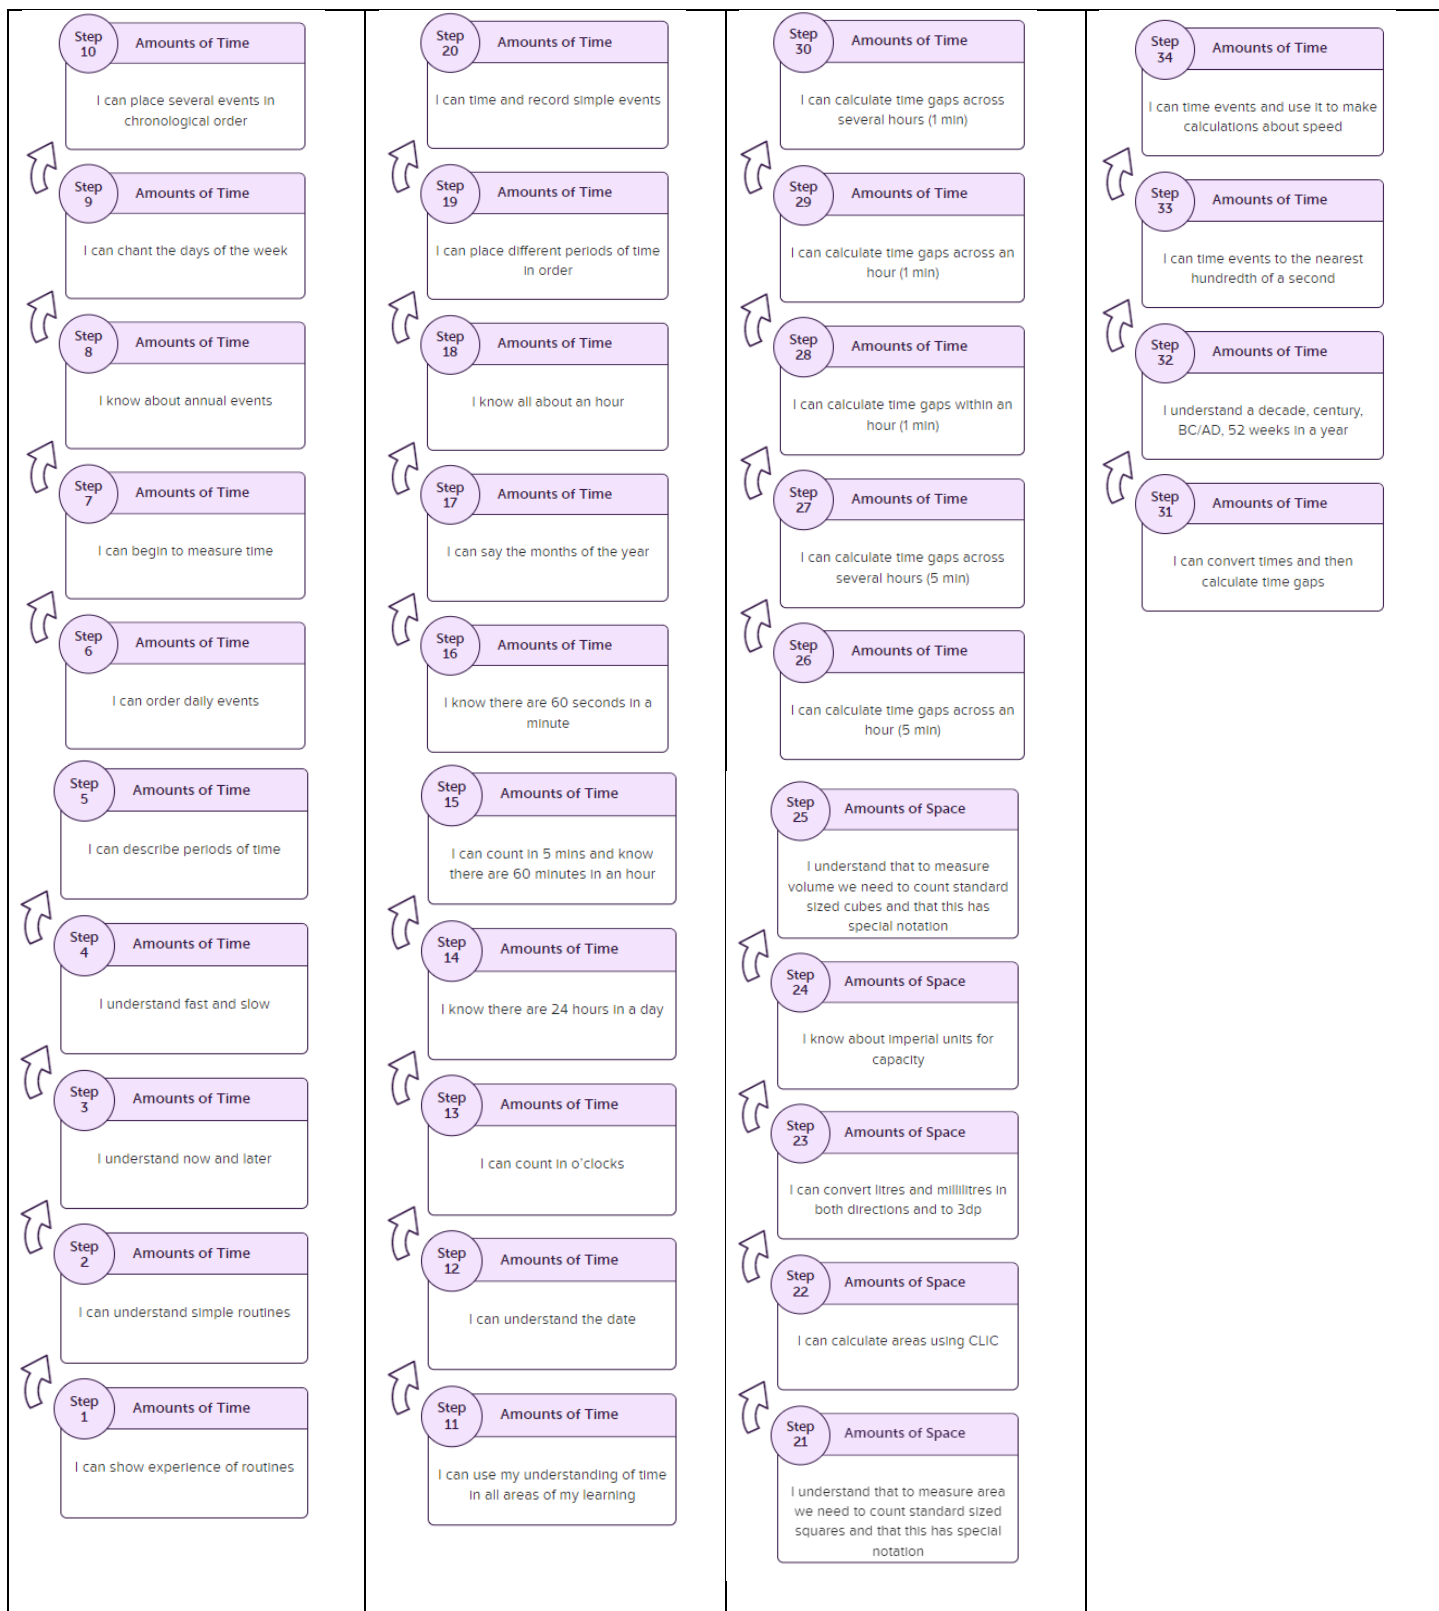 Step
10
Amounts of Time
I can place several events in
chronological order
Step
9
Amounts of Time
I can chant the days of the week
Step
8
Amounts of Time
I know about annual events
Step
7
Amounts of Time
I can begin to measure time
Step
6
Amounts of Time
I can order daily events
Step
5
Amounts of Time
I can describe periods of time
Step
4
Amounts of Time
I understand fast and slow
Step
3
Amounts of Time
I understand now and later
Step
2
Amounts of Time
I can understand simple routines
Step
1
Amounts of Time
I can show experience of routines
Step
20
Amounts of Time
I can time and record simple events
Step
19
Amounts of Time
I can place different periods of time
in order
Step
18
Amounts of Time
I know all about an hour
Step
17
Amounts of Time
I can say the months of the year
Step
16
Amounts of Time
I know there are 60 seconds in a
minute
Step
15
Amounts of Time
I can count in 5 mins and know
there are 60 minutes in an hour
Step
14
Amounts of Time
I know there are 24 hours in a day
Step
13
Amounts of Time
I can count in o'clocks
Step
12
Amounts of Time
I can understand the date
Step
11
Amounts of Time
I can use my understanding of time
in all areas of my learning
Step
30
Amounts of Time
I can calculate time gaps across
several hours (1 min)
Step
29
Amounts of Time
I can calculate time gaps across an
hour (1 min)
Step
28
Amounts of Time
I can calculate time gaps within an
hour (1 min)
Step
27
Amounts of Time
I can calculate time gaps across
several hours (5 min)
Step
26
Amounts of Time
I can calculate time gaps across an
hour (5 min)
Step
25
Amounts of Space
I understand that to measure
volume we need to count standard
sized cubes and that this has
special notation
Step
24
Amounts of Space
I know about imperial units for
capacity
Step
23
Amounts of Space
I can convert litres and millilitres in
both directions and to 3dp
Step
22
Amounts of Space
I can calculate areas using CLIC
Step
21
Amounts of Space
I understand that to measure area
we need to count standard sized
squares and that this has special
notation
Step
34
Amounts of Time
I can time events and use it to make
calculations about speed
Step
33
Amounts of Time
I can time events to the nearest
hundredth of a second
Step
32
Amounts of Time
I understand a decade, century,
BC/AD, 52 weeks in a year
Step
31
Amounts of Time
I can convert times and then
calculate time gaps